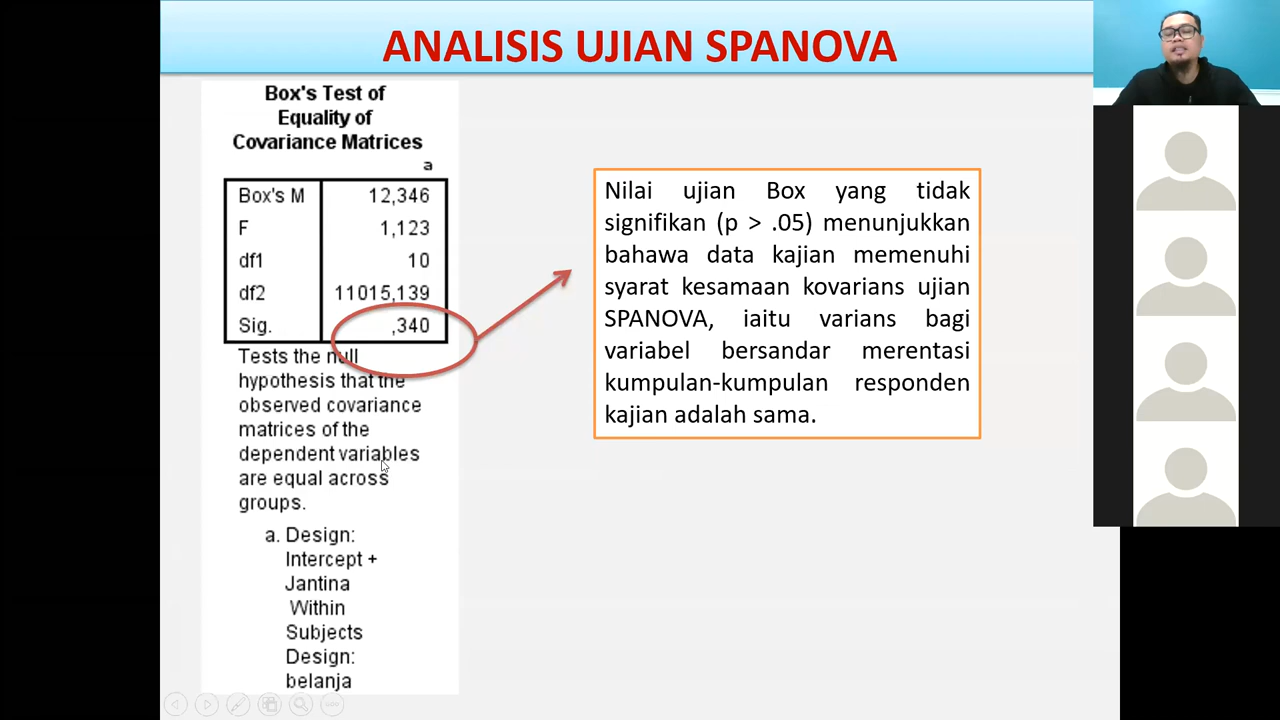 ANALISIS UJIAN SPANOVA
Box's Test of
Equality of
Covariance Matrices
a
Box's M 12,346
F 1,123
df1 10
df2 11015,139
Sig. ,340
Tests the null
hypothesis that the
observed covariance
matrices of the
dependent variables
are equal across
groups.
a. Design:
Intercept +
Jantina
Within
Subjects
Design:
belanja
Nilai ujian Box yang tidak
signifikan (p > .05) menunjukkan
bahawa data kajian memenuhi
syarat kesamaan kovarians ujian
SPANOVA, iaitu varians bagi
variabel bersandar merentasi
kumpulan-kumpulan responden
kajian adalah sama.